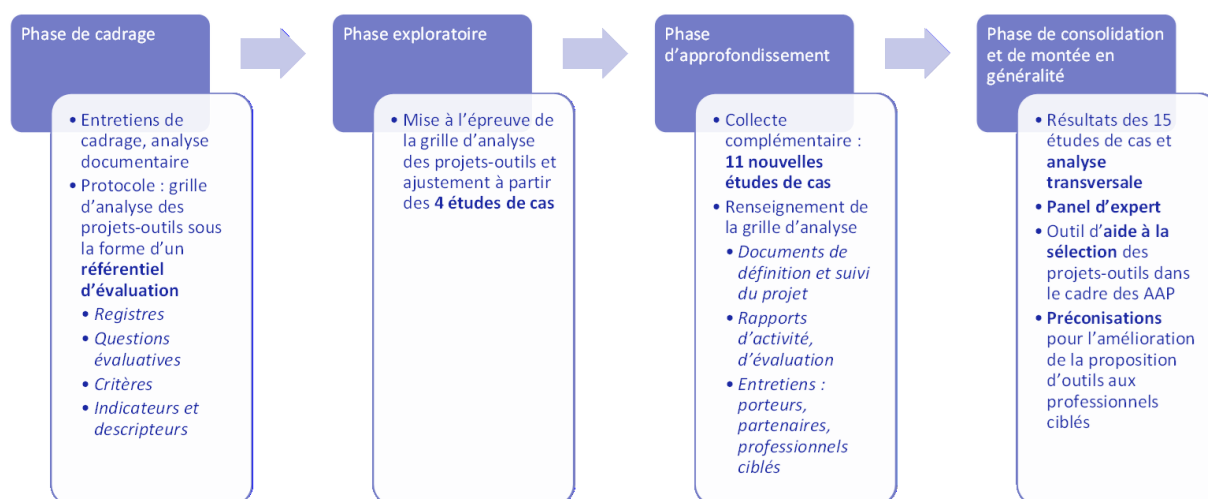 Phase de cadrage
• Entretiens de
cadrage, analyse
documentaire
• Protocole : grille
d'analyse des
projets-outils sous
la forme d'un
référentiel
d'évaluation
• Registres
• Questions
évaluatives
• Critères
• Indicateurs et
descripteurs
Phase exploratoire
• Mise à l'épreuve de
la grille d'analyse
des projets-outils et
ajustement à partir
des 4 études de cas
Phase
d'approfondissement
• Collecte
complémentaire :
11 nouvelles
études de cas
• Renseignement de
la grille d'analyse
• Documents de
définition et suivi
du projet
• Rapports
d'activité,
d'évaluation
• Entretiens :
porteurs,
partenaires,
professionnels
ciblés
Phase de consolidation
et de montée en
généralité
• Résultats des 15
études de cas et
analyse
transversale
• Panel d'expert
• Outil d'aide à la
sélection des
projets-outils dans
le cadre des AAP
• Préconisations
pour l'amélioration
de la proposition
d'outils aux
professionnels
ciblés